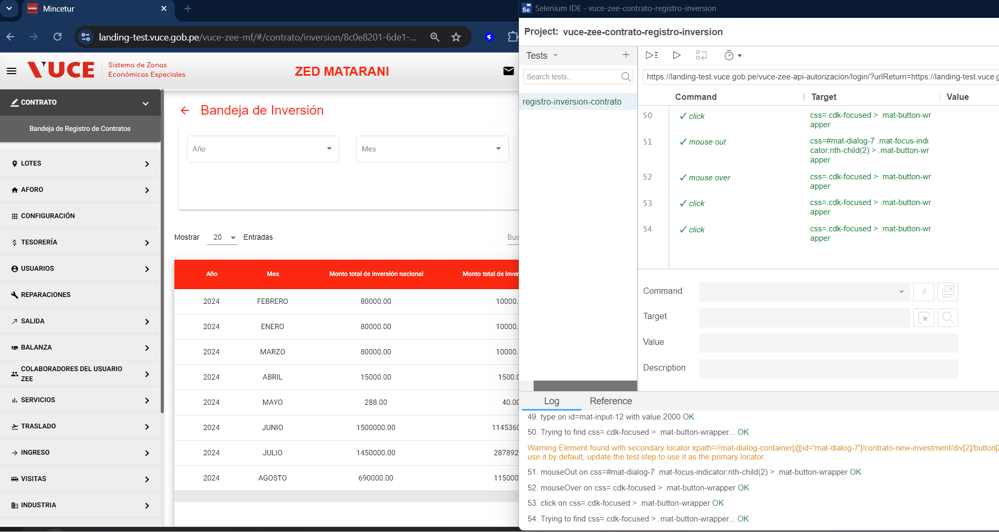 Mincetur
landing-test.vuce.gob.pe/vuce-zee-mf/#/contrato/inversion/8c0e8201-6de1-...
VUCE
Sistema de Zonas
Económicas Especiales
ZED MATARANI
CONTRATO
Bandeja de Registro de Contratos
LOTES
AFORO
CONFIGURACIÓN
TESORERÍA
USUARIOS
REPARACIONES
SALIDA
BALANZA
COLABORADORES DEL USUARIO
ZEE
SERVICIOS
TRASLADO
INGRESO
VISITAS
INDUSTRIA
Bandeja de Inversión
Año
Mes
Mostrar 20 Entradas
Bus
Año Mes Monto total de inversión nacional Monto total de inver
2024 FEBRERO 80000.00 10000.
2024 ENERO 80000.00 10000.
2024 MARZO 80000.00 10000.
2024 ABRIL 15000.00 1500.0
2024 MAYO 288.00 40.00
2024 JUNIO 1500000.00 1145360
2024 JULIO 1450000.00 287892
2024 AGOSTO 690000.00 115000
Se Selenium IDE - vuce-zee-contrato-registro-inversion
Project: vuce-zee-contrato-registro-inversion
Tests
Search tests...
registro-inversion-contrato
https://landing-test.vuce.gob.pe/vuce-zee-api-autorizacion/login/?urlReturn=https://landing-test.vuce.g
Command Target Value
50 ✓ click css=.cdk-focused > .mat-button-wr
apper
51 ✓ mouse out css=#mat-dialog-7 .mat-focus-indi
cator:nth-child(2) > .mat-button-wr
apper
52 ✓ mouse over css=.cdk-focused > .mat-button-wr
apper
53 ✓ click css=.cdk-focused > .mat-button-wr
apper
54 ✓ click css=.cdk-focused > .mat-button-wr
apper
Command //
Target
Value
Description
Log Reference
49. type on id=mat-input-12 with value 2000 OK
50. Trying to find css=.cdk-focused > .mat-button-wrapper... OK
Warning Element found with secondary locator xpath=//mat-dialog-container[@id='mat-dialog-7']/contrato-new-investment/div[2]/button[2
use it by default, update the test step to use it as the primary locator.
51. mouseOut on css=#mat-dialog-7 .mat-focus-indicator:nth-child(2) > .mat-button-wrapper OK
52. mouseOver on css=.cdk-focused > .mat-button-wrapper OK
53. click on css=.cdk-focused > .mat-button-wrapper OK
54. Trying to find css=.cdk-focused > .mat-button-wrapper... OK